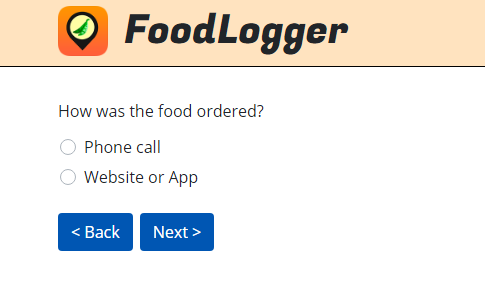 FoodLogger
How was the food ordered?
Phone call
Website or App
< Back Next >